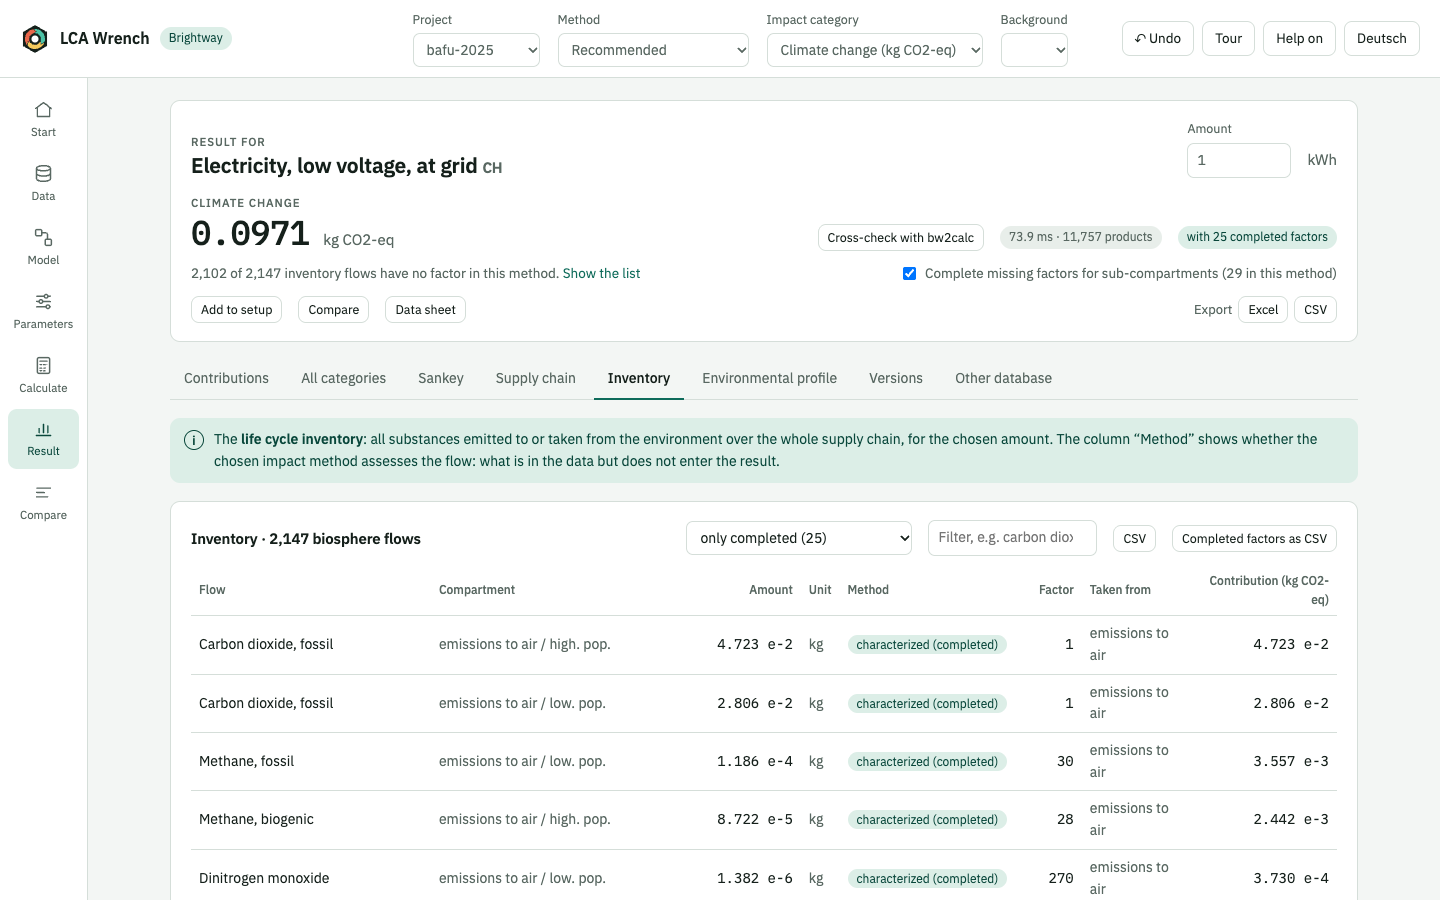 LCA Wrench
Brightway
Project
bafu-2025
Method
Recommended
Impact category
Climate change (kg CO2-eq)
Background
Undo
Tour
Help on
Deutsch
Start
Data
Model
Parameters
Calculate
Result
Compare
RESULT FOR
Electricity, low voltage, at grid CH
Amount
1 kWh
CLIMATE CHANGE
0.0971 kg CO2-eq
Cross-check with bw2calc
73.9 ms · 11,757 products
with 25 completed factors
2,102 of 2,147 inventory flows have no factor in this method. Show the list
Complete missing factors for sub-compartments (29 in this method)
Add to setup
Compare
Data sheet
Export
Excel
CSV
Contributions
All categories
Sankey
Supply chain
Inventory
Environmental profile
Versions
Other database
The life cycle inventory: all substances emitted to or taken from the environment over the whole supply chain, for the chosen amount. The column “Method” shows whether the
chosen impact method assesses the flow: what is in the data but does not enter the result.
Inventory · 2,147 biosphere flows
only completed (25)
Filter, e.g. carbon diox
CSV
Completed factors as CSV
Flow Compartment Amount Unit Method Factor Taken from Contribution (kg CO2-
eq)
Carbon dioxide, fossil emissions to air / high. pop. 4.723 e-2 kg characterized (completed) 1 emissions to
air 4.723 e-2
Carbon dioxide, fossil emissions to air / low. pop. 2.806 e-2 kg characterized (completed) 1 emissions to
air 2.806 e-2
Methane, fossil emissions to air / low. pop. 1.186 e-4 kg characterized (completed) 30 emissions to
air 3.557 e-3
Methane, biogenic emissions to air / high. pop. 8.722 e-5 kg characterized (completed) 28 emissions to
air 2.442 e-3
Dinitrogen monoxide emissions to air / low. pop. 1.382 e-6 kg characterized (completed) 270 emissions to
air 3.730 e-4